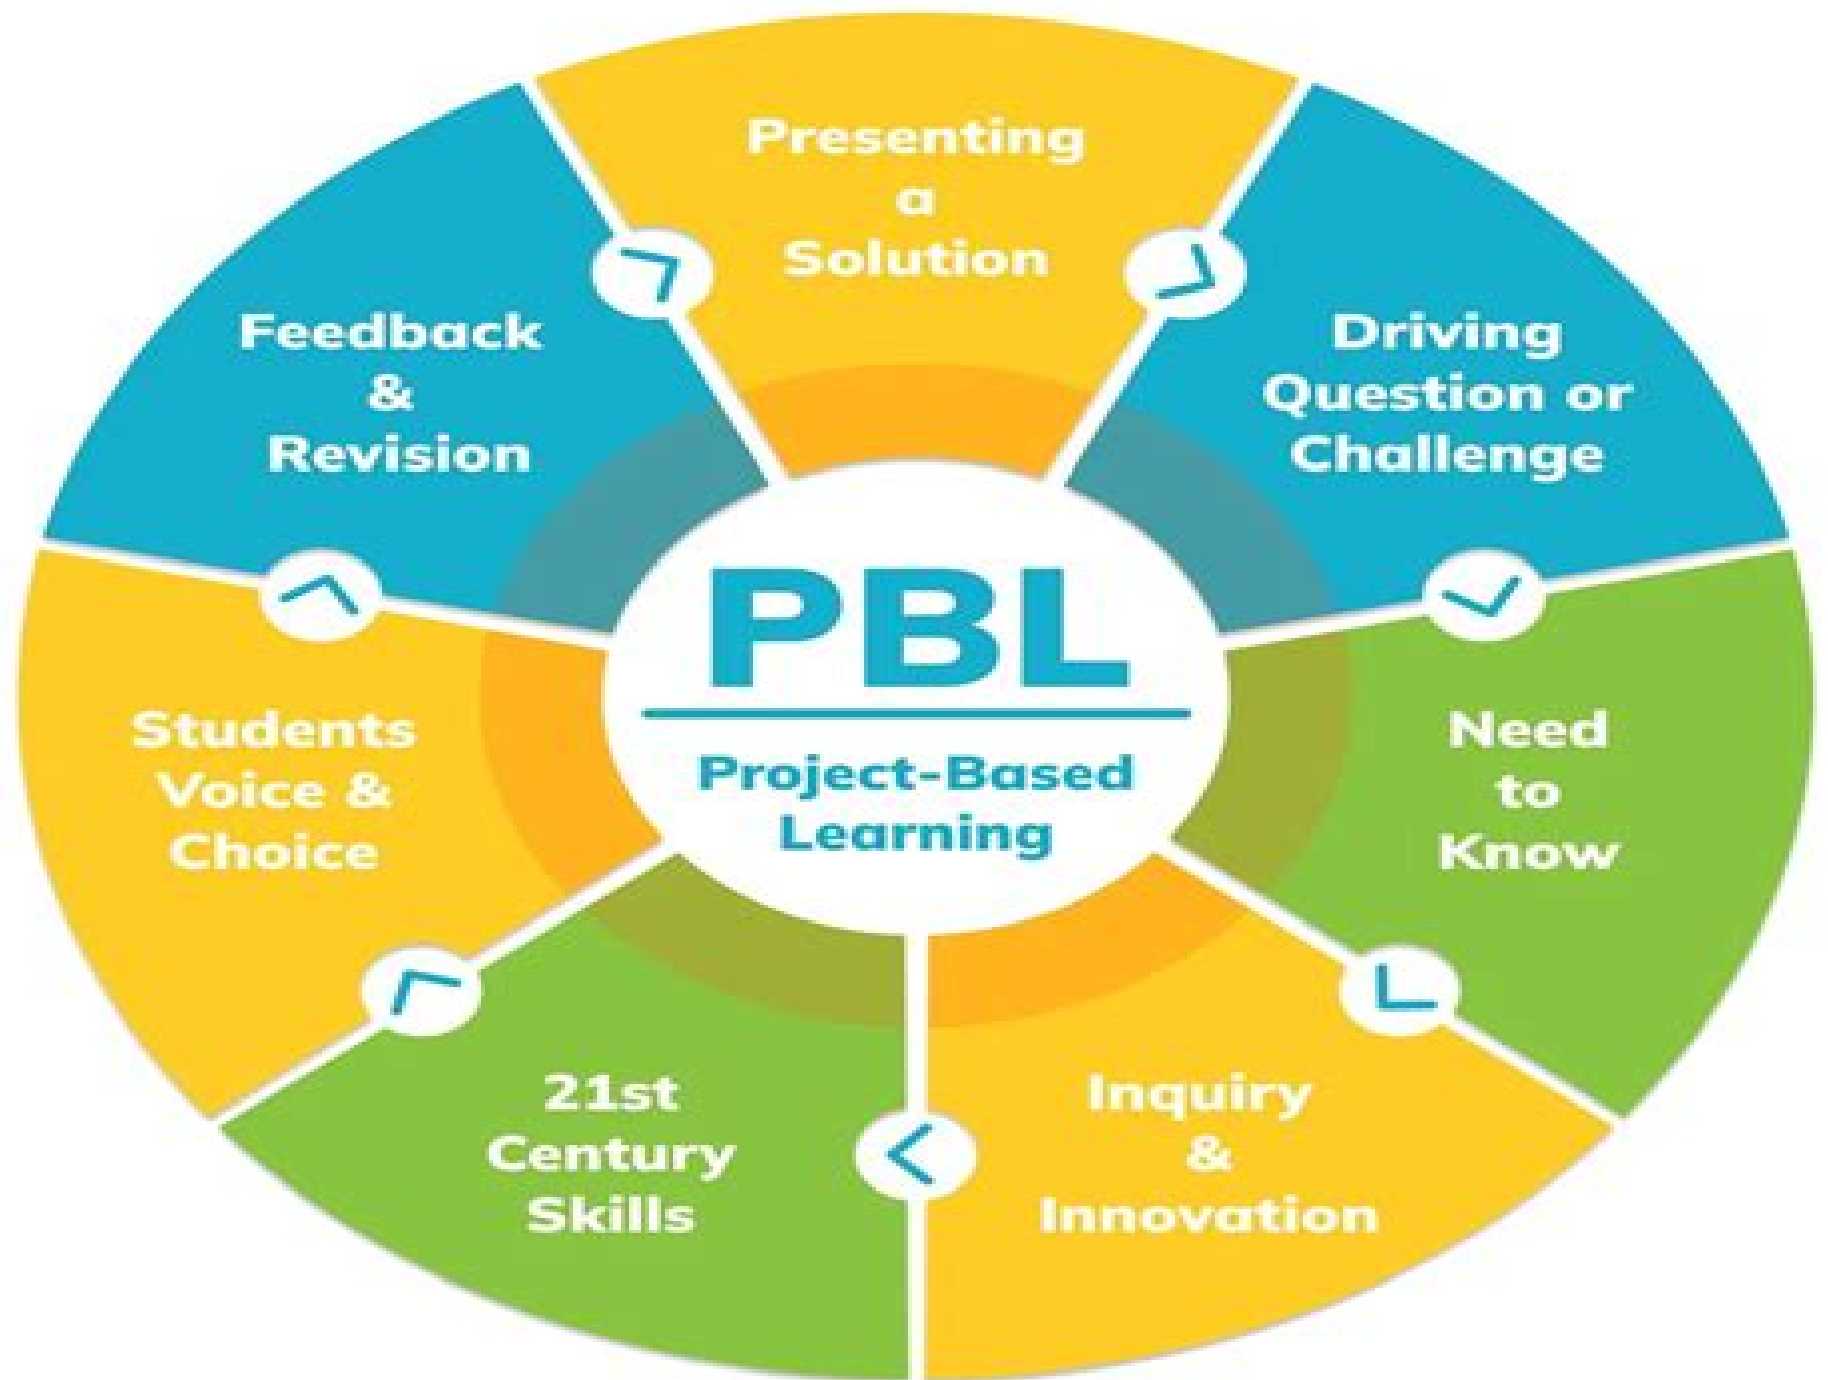 Presenting
a
Solution
Driving
Question or
Challenge
Need
to
Know
Inquiry
&
Innovation
21st
Century
Skills
Students
Voice &
Choice
Feedback
&
Revision
PBL
Project-Based
Learning